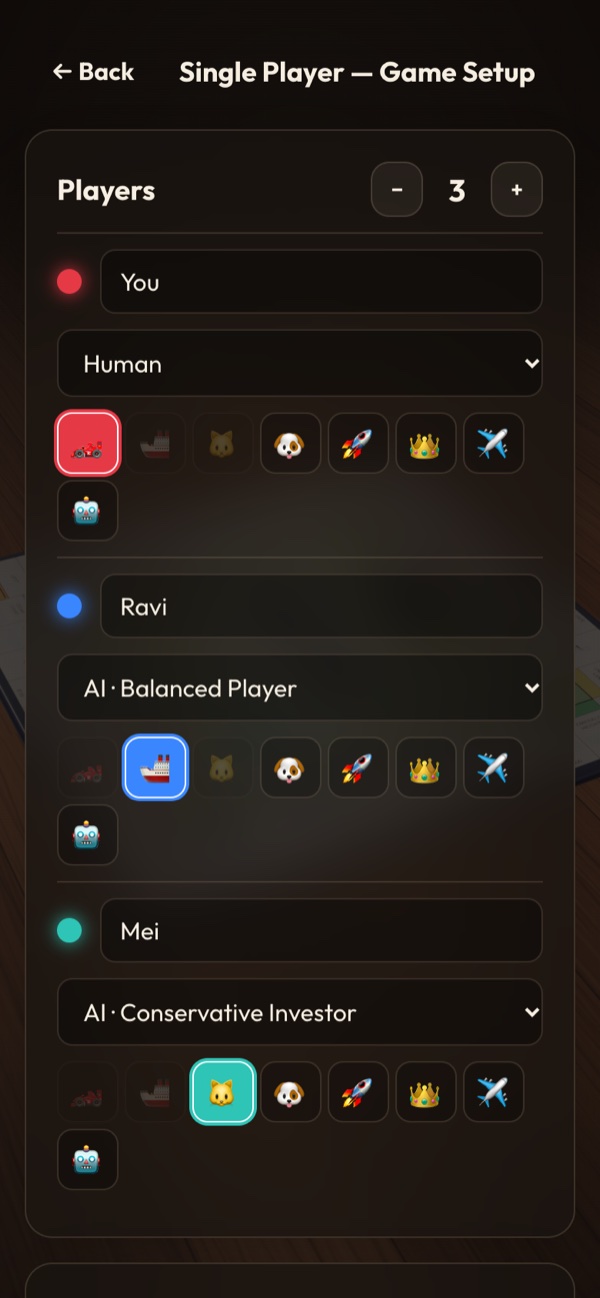 ← Back
Single Player — Game Setup
Players
-
3
+
You
Human
Ravi
AI · Balanced Player
Mei
AI · Conservative Investor